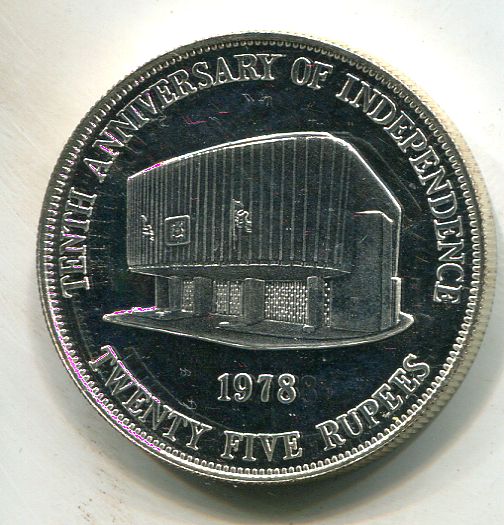 TENTH ANNIVERSARY OF INDEPENDENCE
1978
TWENTY FIVE RUPEES